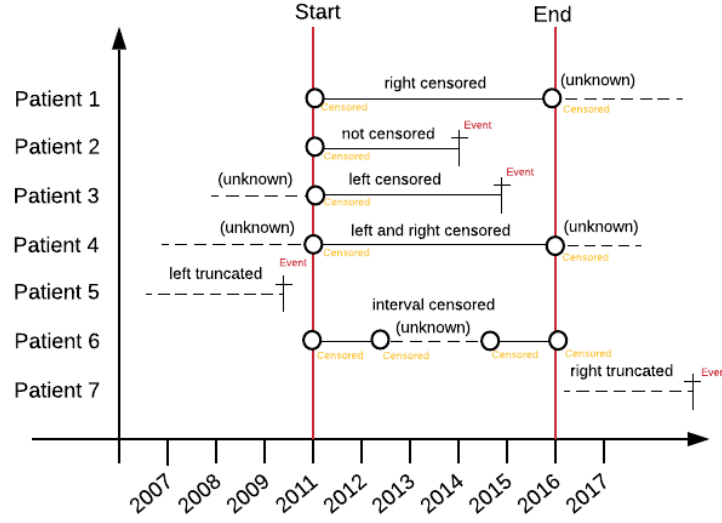 Start End
Patient 1 right censored (unknown)
Censored Censored
Patient 2 not censored Event
Censored
Patient 3 (unknown) left censored Event
Censored
Patient 4 (unknown) left and right censored (unknown)
Censored Censored
Patient 5 left truncated Event
interval censored
Patient 6 (unknown)
Censored Censored Censored Censored
Patient 7 right truncated Even
2007 2008 2009 2011 2012 2013 2014 2015 2016 2017